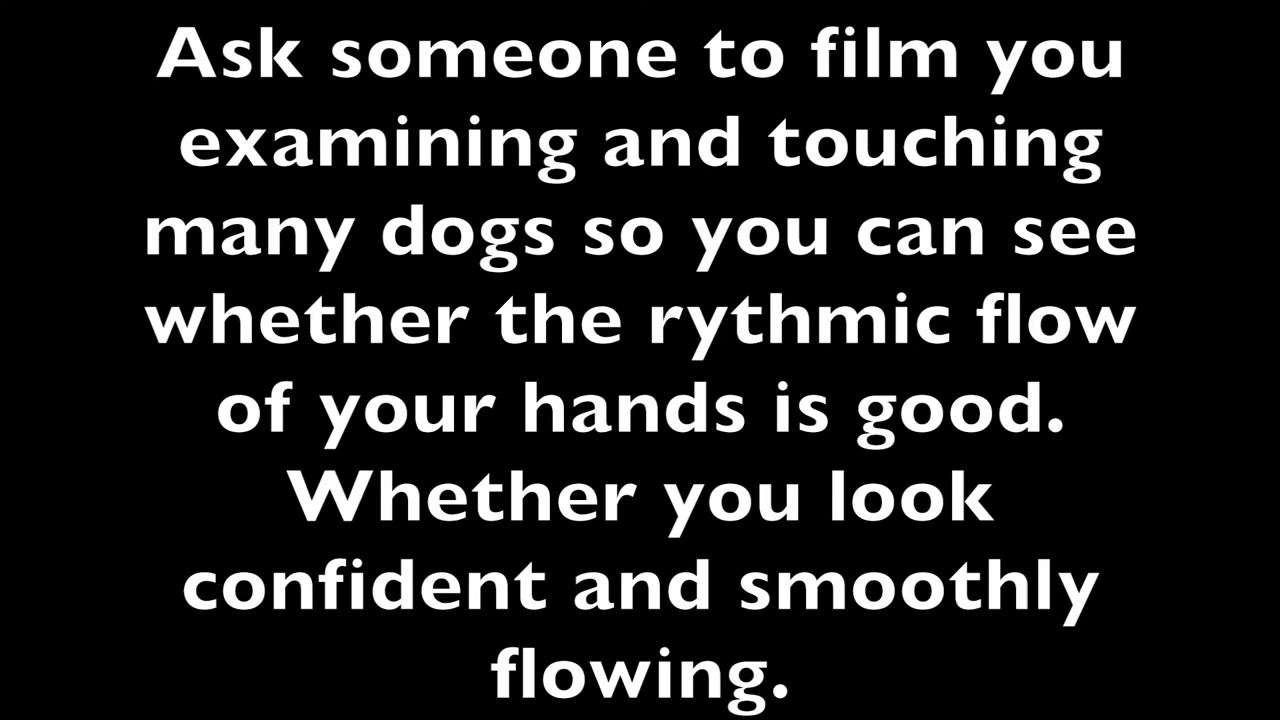 Ask someone to film you
examining and touching
many dogs so you can see
whether the rythmic flow
of your hands is good.
Whether you look
confident and smoothly
flowing.